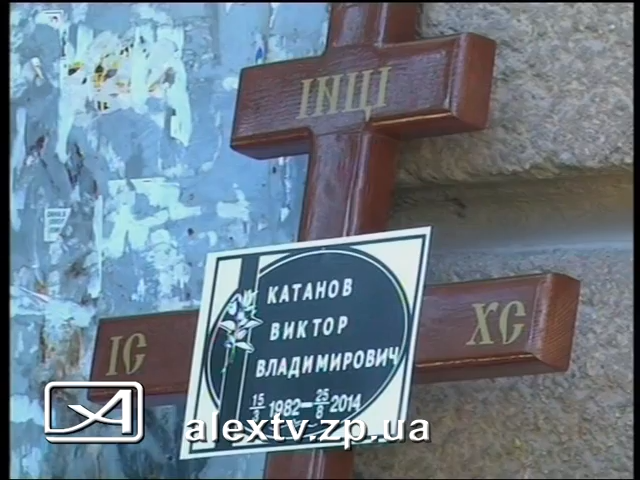 ІНЦІ
КАТАНОВ
ВИКТОР
ВЛАДИМИРОВИЧ
15/3 1982 – 25/8 2014
ІС ХС
alextv.zp.ua